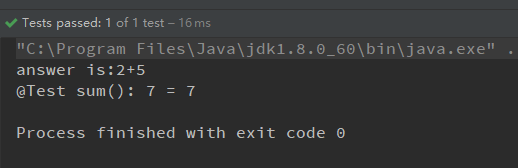 Tests passed: 1 of 1 test – 16 ms
"C:\Program Files\Java\jdk1.8.0_60\bin\java.exe" .
answer is:2+5
@Test sum(): 7 = 7
Process finished with exit code 0